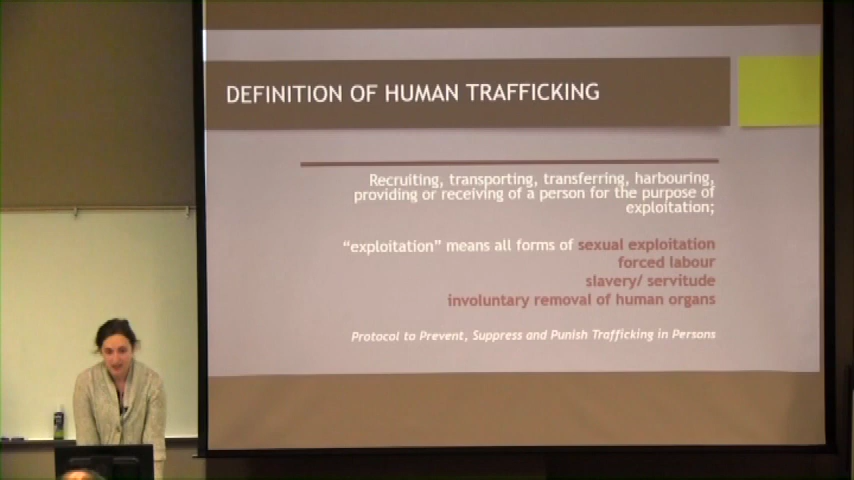 DEFINITION OF HUMAN TRAFFICKING
Recruiting, transporting, transferring, harbouring,
providing or receiving of a person for the purpose of
exploitation;
“exploitation” means all forms of sexual exploitation
forced labour
slavery/ servitude
involuntary removal of human organs
Protocol to Prevent, Suppress and Punish Trafficking in Persons